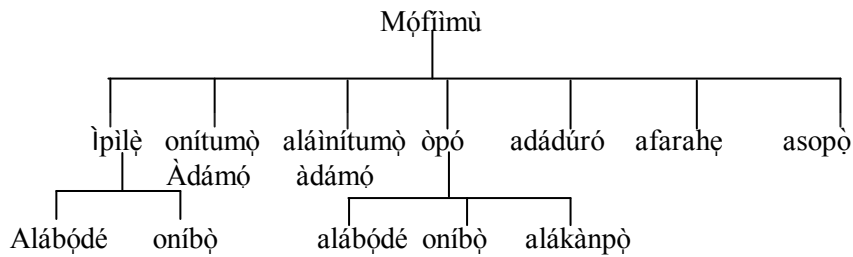 Mọ́fíìmù
Ìpìlẹ̀ onítumọ̀ aláìnítumọ̀ òpó adádúró afarahẹ asopọ̀
Àdámọ́ àdámọ́
Alábọ́dé oníbọ̀ alábọ́dé oníbọ̀ alákànpọ̀